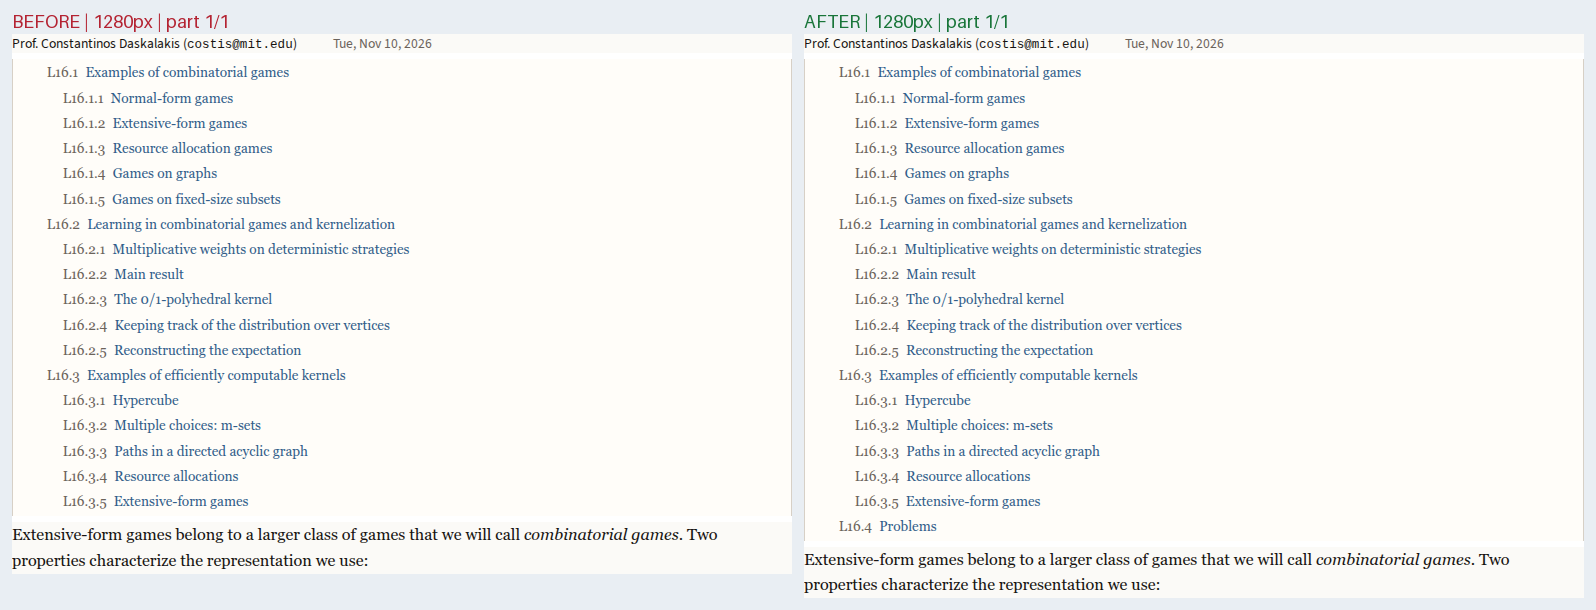 BEFORE | 1280px | part 1/1
Prof. Constantinos Daskalakis (costis@mit.edu) Tue, Nov 10, 2026
L16.1 Examples of combinatorial games
L16.1.1 Normal-form games
L16.1.2 Extensive-form games
L16.1.3 Resource allocation games
L16.1.4 Games on graphs
L16.1.5 Games on fixed-size subsets
L16.2 Learning in combinatorial games and kernelization
L16.2.1 Multiplicative weights on deterministic strategies
L16.2.2 Main result
L16.2.3 The 0/1-polyhedral kernel
L16.2.4 Keeping track of the distribution over vertices
L16.2.5 Reconstructing the expectation
L16.3 Examples of efficiently computable kernels
L16.3.1 Hypercube
L16.3.2 Multiple choices: m-sets
L16.3.3 Paths in a directed acyclic graph
L16.3.4 Resource allocations
L16.3.5 Extensive-form games
Extensive-form games belong to a larger class of games that we will call combinatorial games. Two
properties characterize the representation we use:
AFTER | 1280px | part 1/1
Prof. Constantinos Daskalakis (costis@mit.edu) Tue, Nov 10, 2026
L16.1 Examples of combinatorial games
L16.1.1 Normal-form games
L16.1.2 Extensive-form games
L16.1.3 Resource allocation games
L16.1.4 Games on graphs
L16.1.5 Games on fixed-size subsets
L16.2 Learning in combinatorial games and kernelization
L16.2.1 Multiplicative weights on deterministic strategies
L16.2.2 Main result
L16.2.3 The 0/1-polyhedral kernel
L16.2.4 Keeping track of the distribution over vertices
L16.2.5 Reconstructing the expectation
L16.3 Examples of efficiently computable kernels
L16.3.1 Hypercube
L16.3.2 Multiple choices: m-sets
L16.3.3 Paths in a directed acyclic graph
L16.3.4 Resource allocations
L16.3.5 Extensive-form games
L16.4 Problems
Extensive-form games belong to a larger class of games that we will call combinatorial games. Two
properties characterize the representation we use: